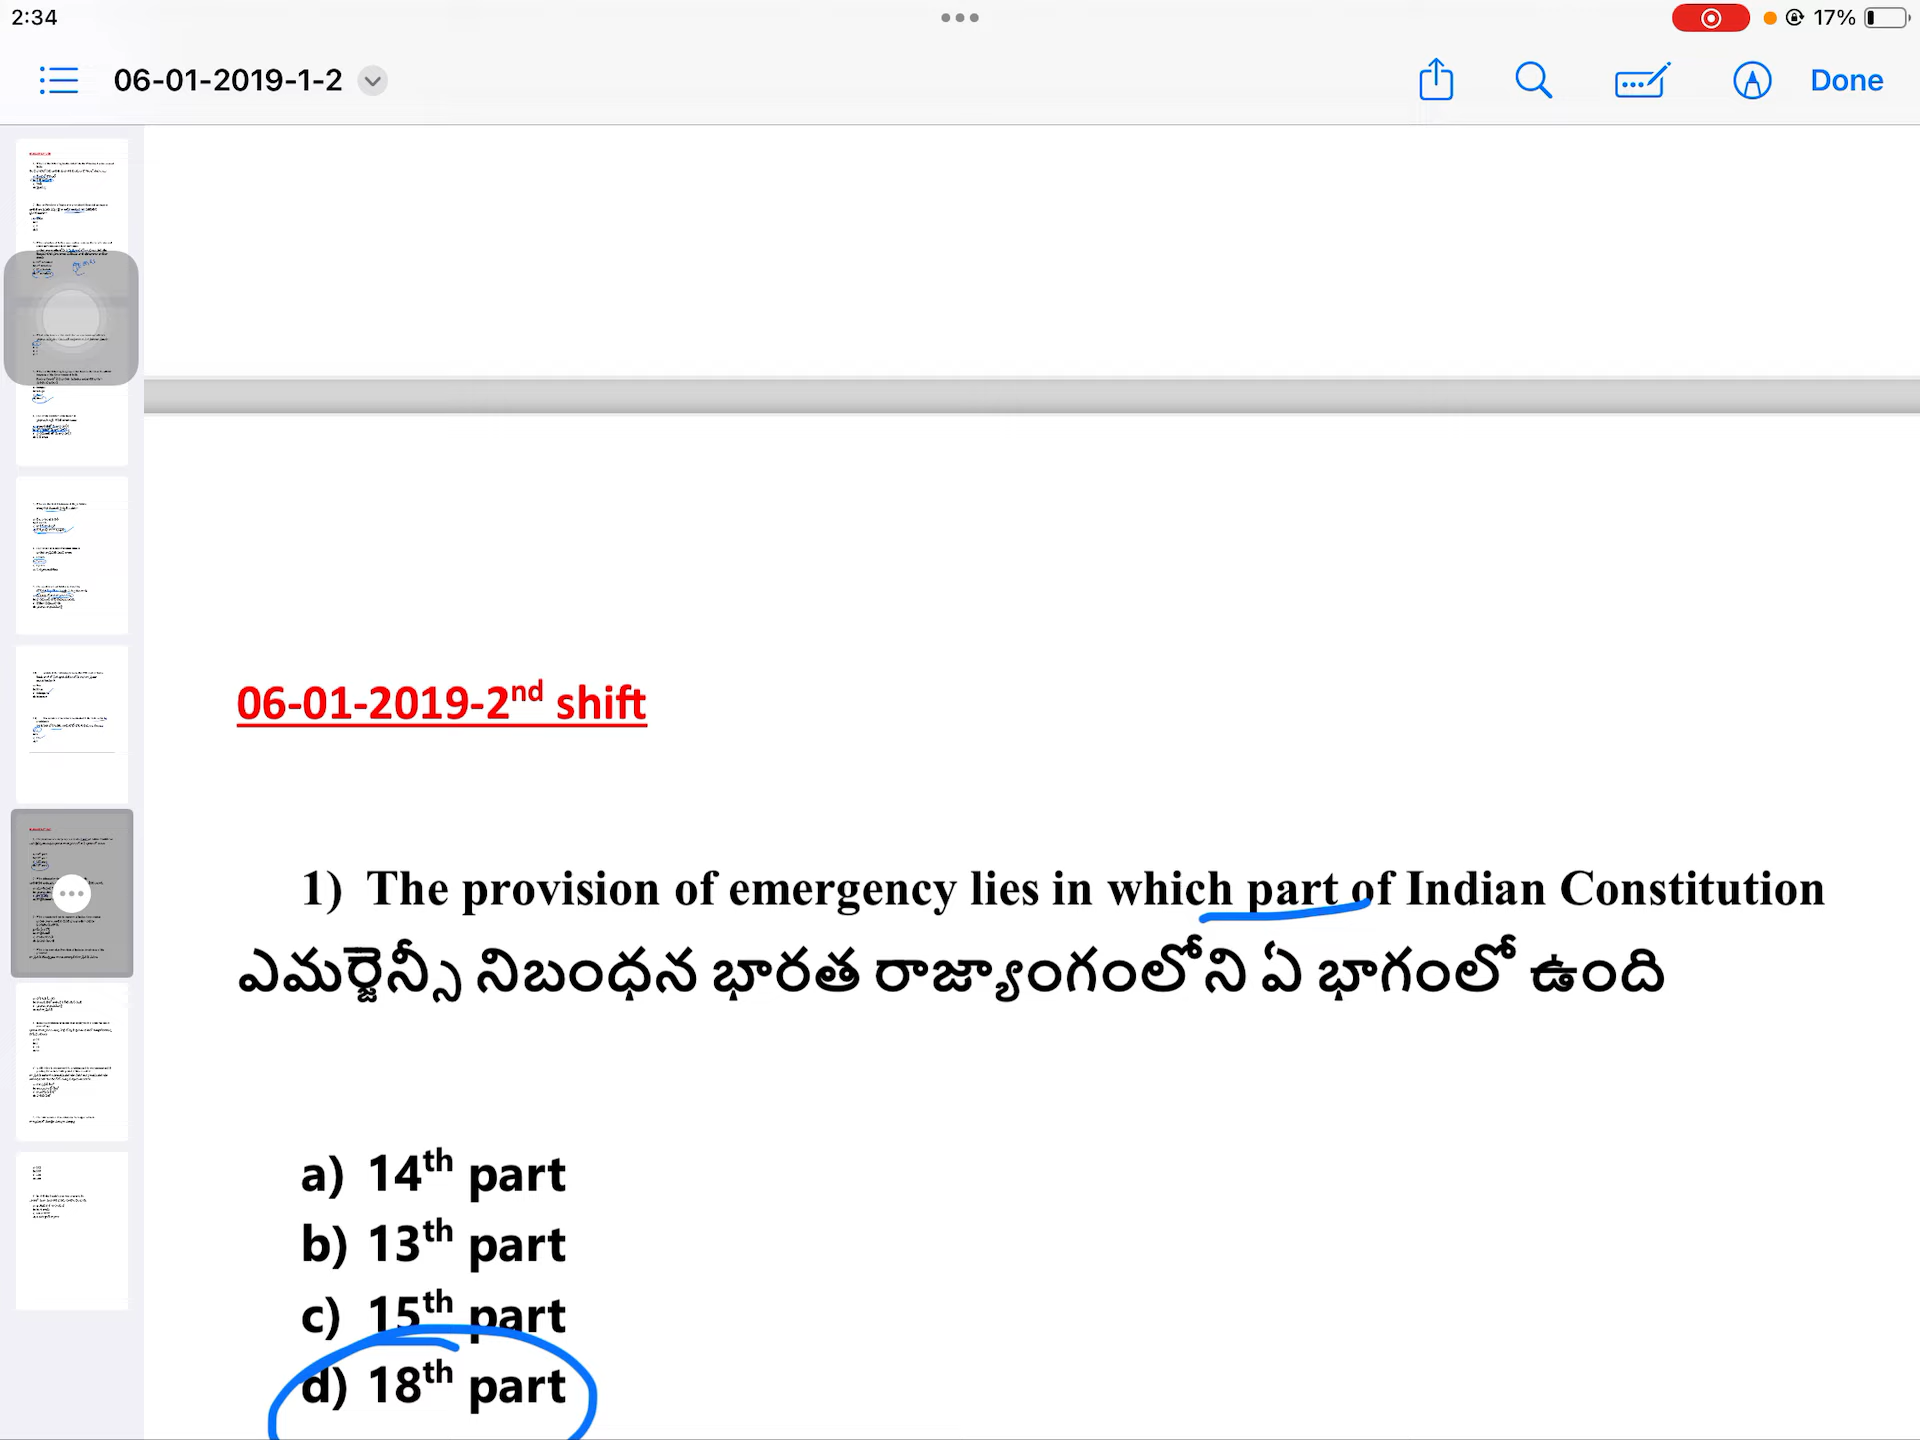 2:34
17%
06-01-2019-1-2
Done
06-01-2019-2nd shift
1) The provision of emergency lies in which part of Indian Constitution
ఎమర్జెన్సీ నిబంధన భారత రాజ్యాంగంలోని ఏ భాగంలో ఉంది
a) 14th part
b) 13th part
c) 15th part
d) 18th part